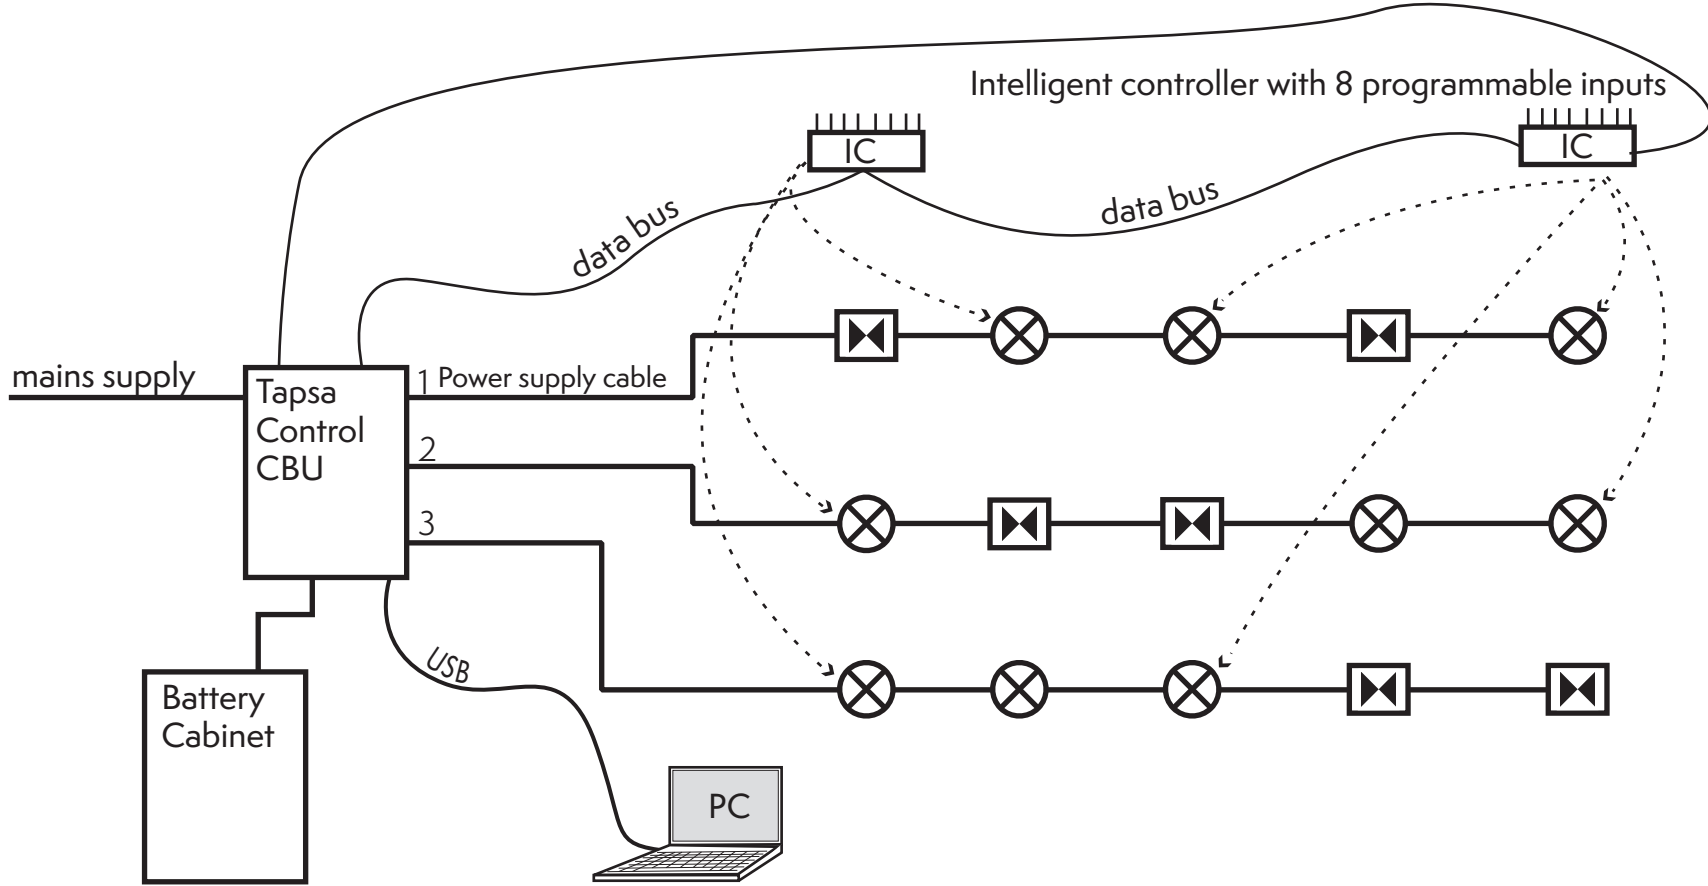 Intelligent controller with 8 programmable inputs
IC
IC
data bus
data bus
mains supply
1 Power supply cable
Tapsa
Control
CBU
2
3
USB
Battery
Cabinet
PC